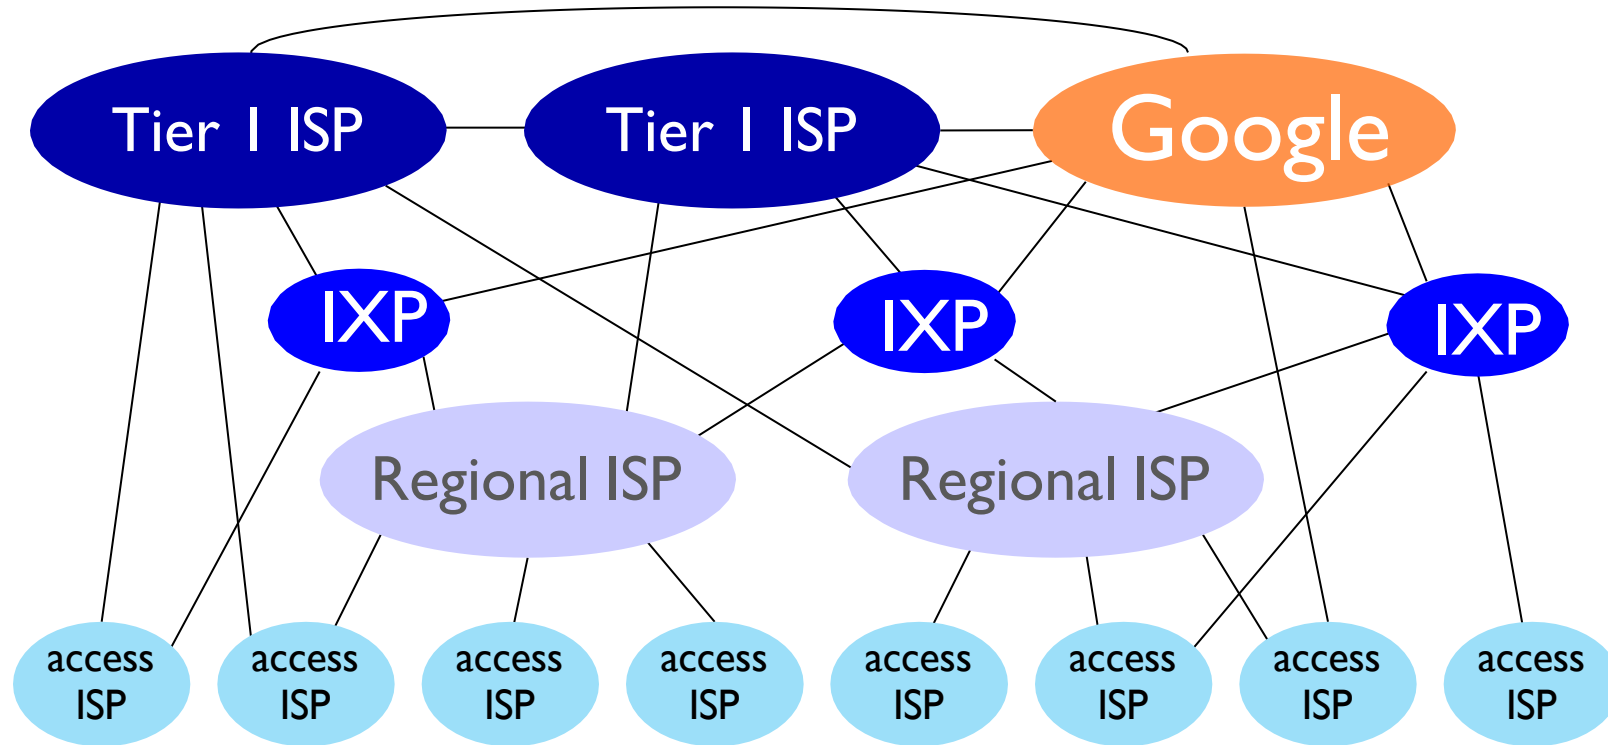 Tier 1 ISP
Tier 1 ISP
Google
IXP
IXP
IXP
Regional ISP
Regional ISP
access
ISP
access
ISP
access
ISP
access
ISP
access
ISP
access
ISP
access
ISP
access
ISP